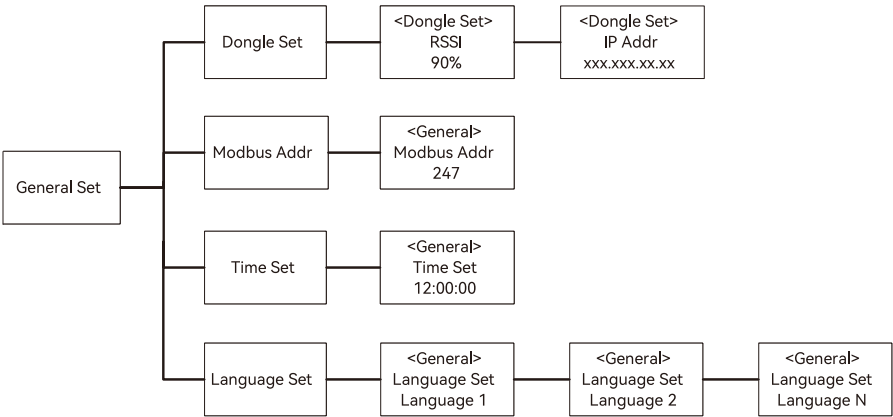 General Set
Dongle Set
<Dongle Set>
RSSI
90%
<Dongle Set>
IP Addr
xxx.xxx.xx.xx
Modbus Addr
<General>
Modbus Addr
247
Time Set
<General>
Time Set
12:00:00
Language Set
<General>
Language Set
Language 1
<General>
Language Set
Language 2
<General>
Language Set
Language N